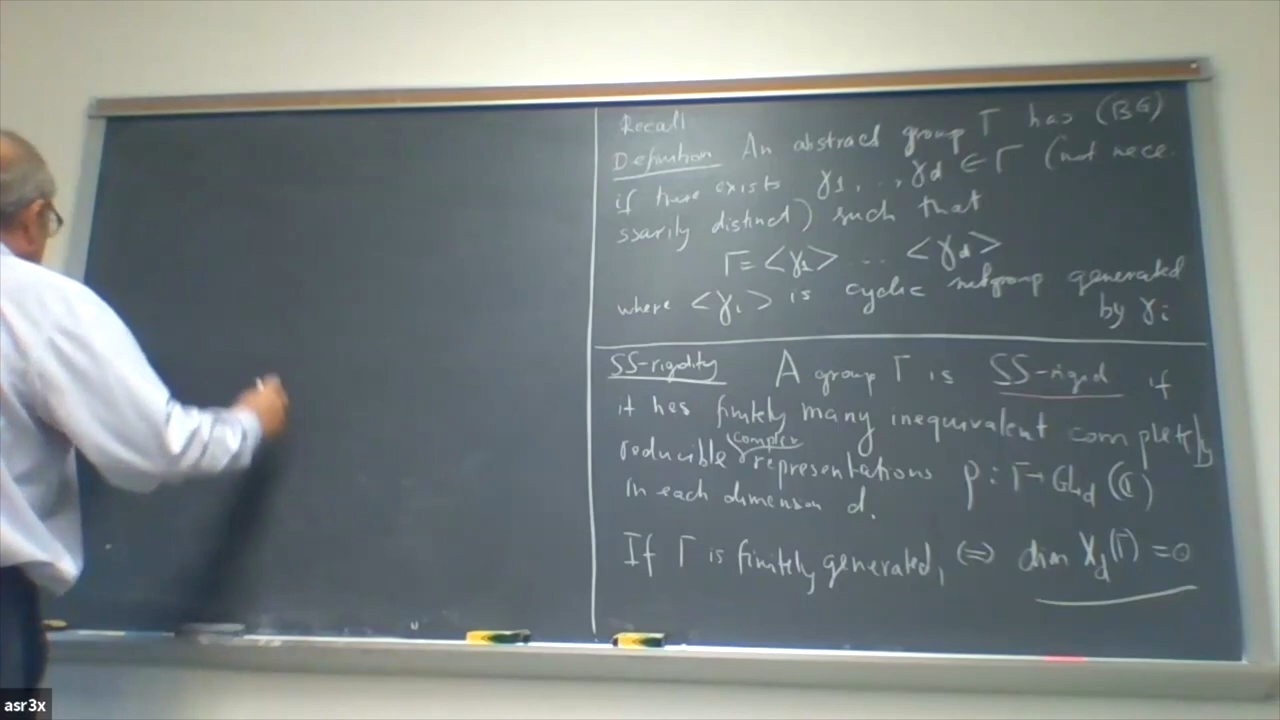 Recall
Definition An abstract group Γ has (BG)
if there exists γ1, .., γd ∈ Γ (not nece-
ssarily distinct) such that
Γ = <γ1> ... <γd>
where <γi> is cyclic subgroup generated
by γi
SS-rigidity A group Γ is SS-rigid if
it has finitely many inequivalent completely
complex
reducible representations ρ: Γ → GLd (ℂ)
in each dimension d.
If Γ is finitely generated, (⇔) dim Xd(Γ) = 0
asr3x